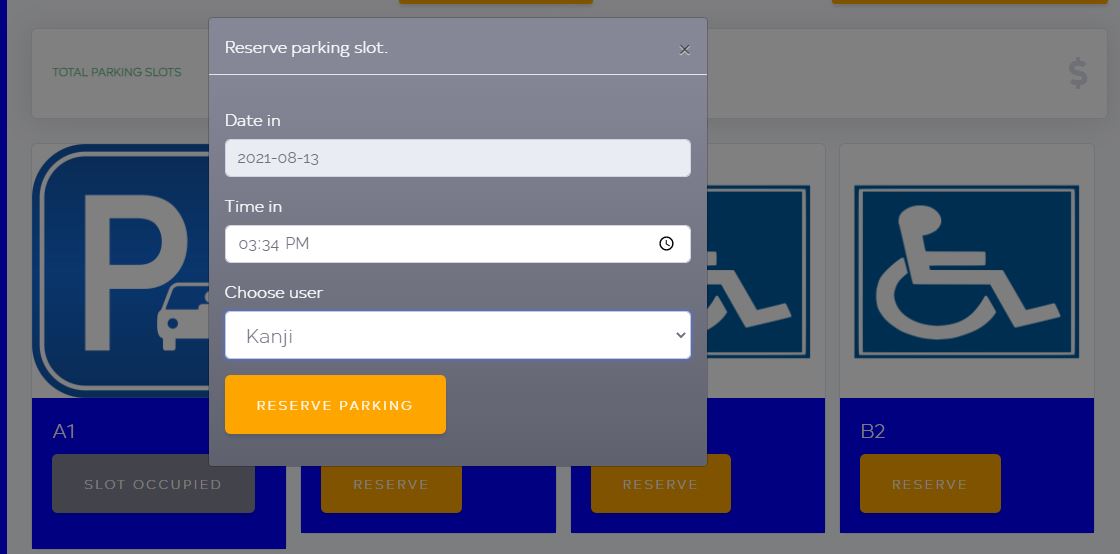 Reserve parking slot.
×
TOTAL PARKING SLOTS
$
Date in
2021-08-13
Time in
03:34 PM
Choose user
Kanji
RESERVE PARKING
P
A1
B2
SLOT OCCUPIED
RESERVE
RESERVE
RESERVE